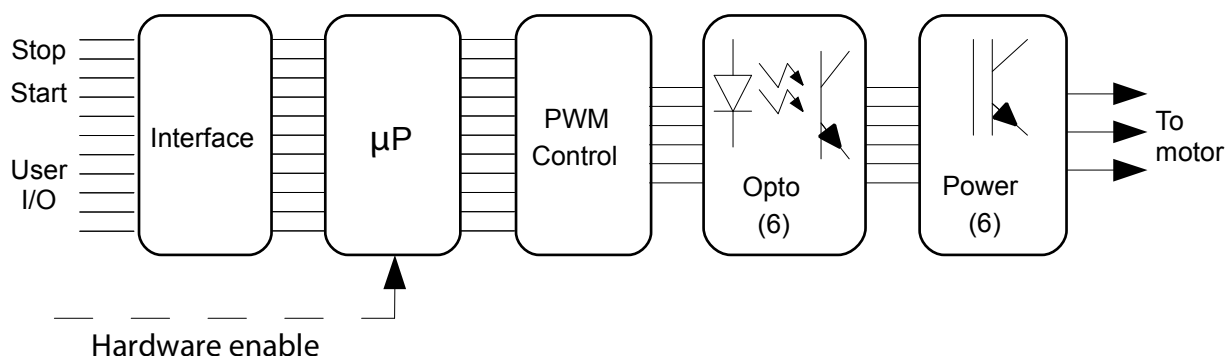 Stop
Start
User
I/O
Interface
µP
PWM
Control
Opto
(6)
Power
(6)
To
motor
Hardware enable